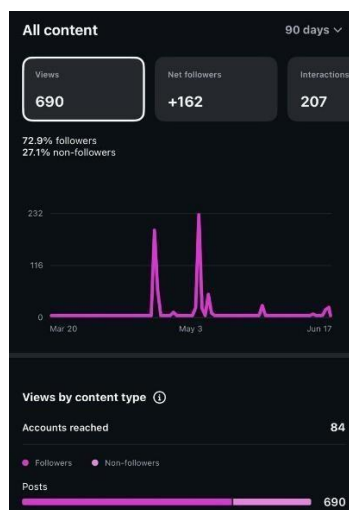 All content
90 days
Views
Net followers
Interactions
690
+162
207
72.9% followers
27.1% non-followers
232
116
0
Mar 20
May 3
Jun 17
Views by content type
Accounts reached
84
Followers
Non-followers
Posts
690